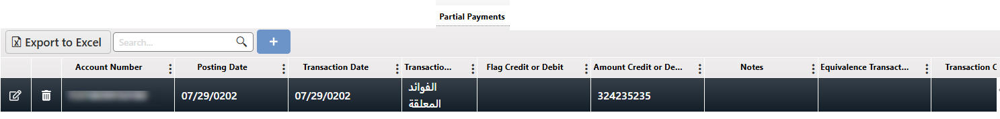 Partial Payments
Export to Excel Search...
Account Number Posting Date Transaction Date Transactio... Flag Credit or Debit Amount Credit or De... Notes Equivalence Transact... Transaction C
07/29/0202 07/29/0202 الفوائد 324235235
المعلقة